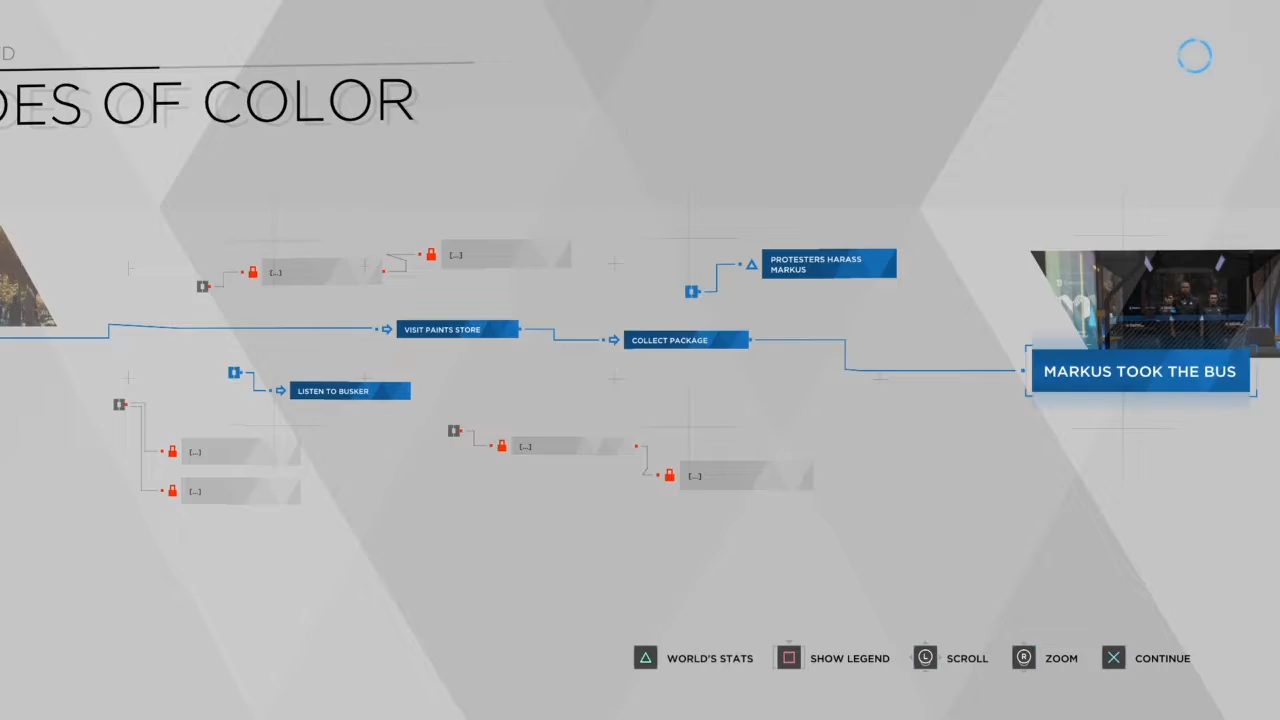 D
DES OF COLOR
[...]
[...]
PROTESTERS HARASS
MARKUS
VISIT PAINTS STORE
COLLECT PACKAGE
MARKUS TOOK THE BUS
LISTEN TO BUSKER
[...]
[...]
[...]
[...]
WORLD'S STATS
SHOW LEGEND
L
SCROLL
R
ZOOM
CONTINUE